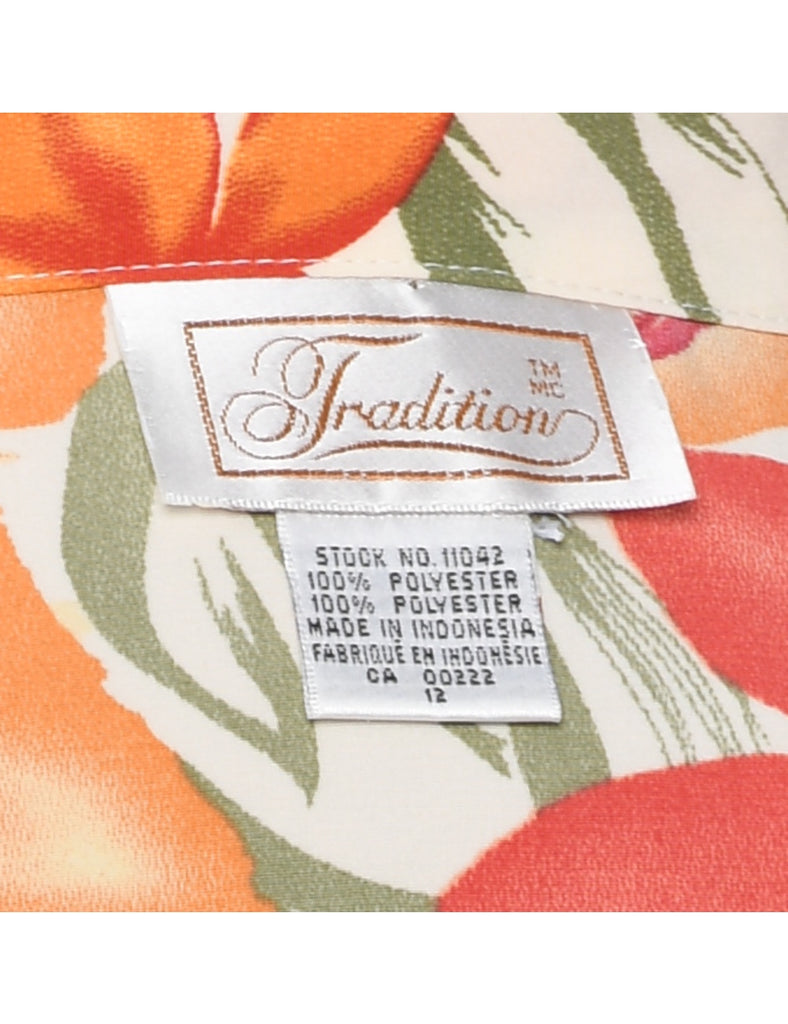 Tradition
TM
MC
STOCK NO. 11042
100% POLYESTER
100% POLYESTER
MADE IN INDONESIA
FABRIQUÉ EN INDONÉSIE
CA 00222
12